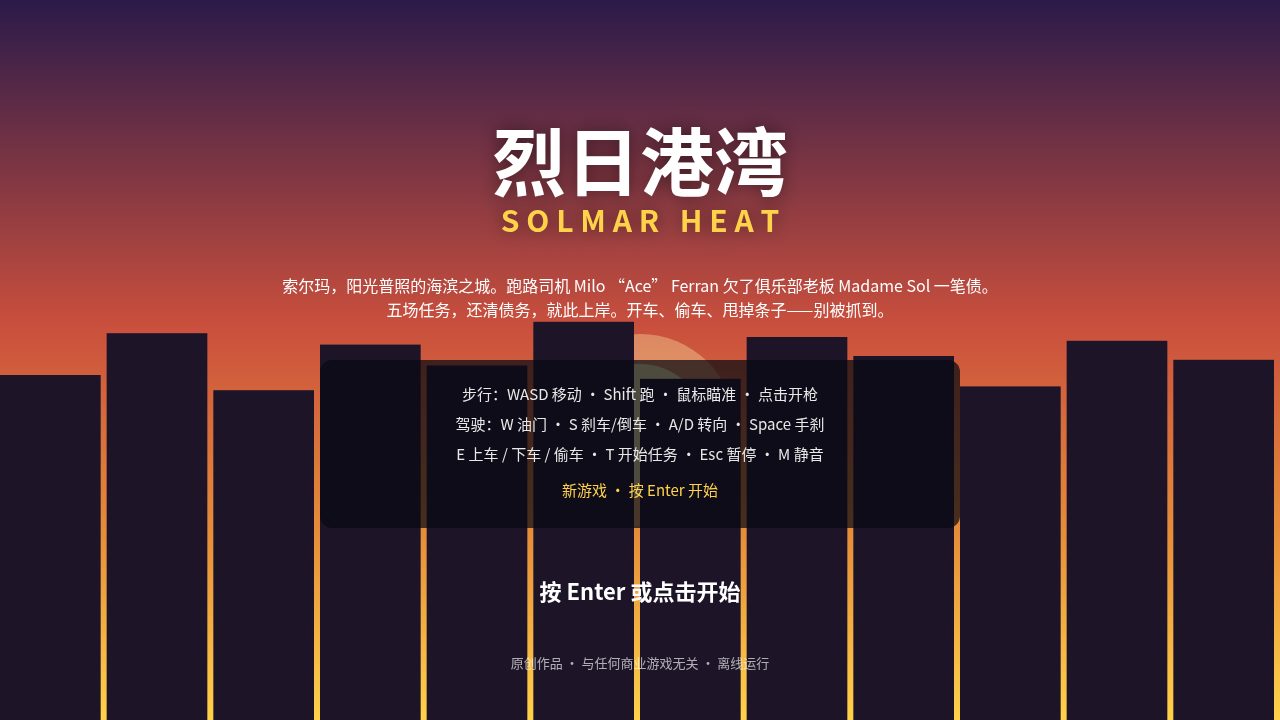 烈日港湾
SOLMAR HEAT
索尔玛，阳光普照的海滨之城。跑路司机 Milo “Ace” Ferran 欠了俱乐部老板 Madame Sol 一笔债。
五场任务，还清债务，就此上岸。开车、偷车、甩掉条子——别被抓到。
步行：WASD 移动 · Shift 跑 · 鼠标瞄准 · 点击开枪
驾驶：W 油门 · S 刹车/倒车 · A/D 转向 · Space 手刹
E 上车 / 下车 / 偷车 · T 开始任务 · Esc 暂停 · M 静音
新游戏 · 按 Enter 开始
按 Enter 或点击开始
原创作品 · 与任何商业游戏无关 · 离线运行